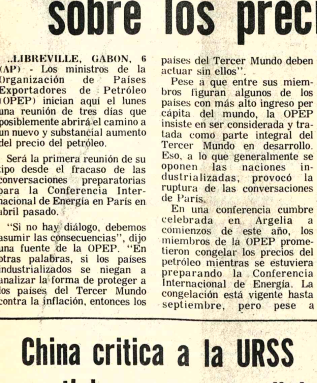 sobre los preci
..LIBREVILLE, GABON, 6
(AP) - Los ministros de la
Organización de Países
Exportadores de Petróleo
(OPEP) inician aquí el lunes
una reunión de tres días que
posiblemente abrirá el camino a
un nuevo y substancial aumento
del precio del petróleo.
Será la primera reunión de su
tipo desde el fracaso de las
conversaciones preparatorias
para la Conferencia Inter-
nacional de Energía en París en
abril pasado.
"Si no hay diálogo, debemos
asumir las consecuencias", dijo
una fuente de la OPEP. "En
otras palabras, si los países
industrializados se niegan a
analizar la forma de proteger a
los países del Tercer Mundo
contra la inflación, entonces los
países del Tercer Mundo deben
actuar sin ellos".
Pese a que entre sus miem-
bros figuran algunos de los
países con más alto ingreso per
cápita del mundo, la OPEP
insiste en ser considerada y tra-
tada como parte integral del
Tercer Mundo en desarrollo.
Eso, a lo que generalmente se
oponen las naciones in-
dustrializadas, provocó la
ruptura de las conversaciones
de París.
En una conferencia cumbre
celebrada en Argelia a
comienzos de este año, los
miembros de la OPEP prome-
tieron congelar los precios del
petróleo mientras se estuviera
preparando la Conferencia
Internacional de Energía. La
congelación está vigente hasta
septiembre, pero pese a
China critica a la URSS